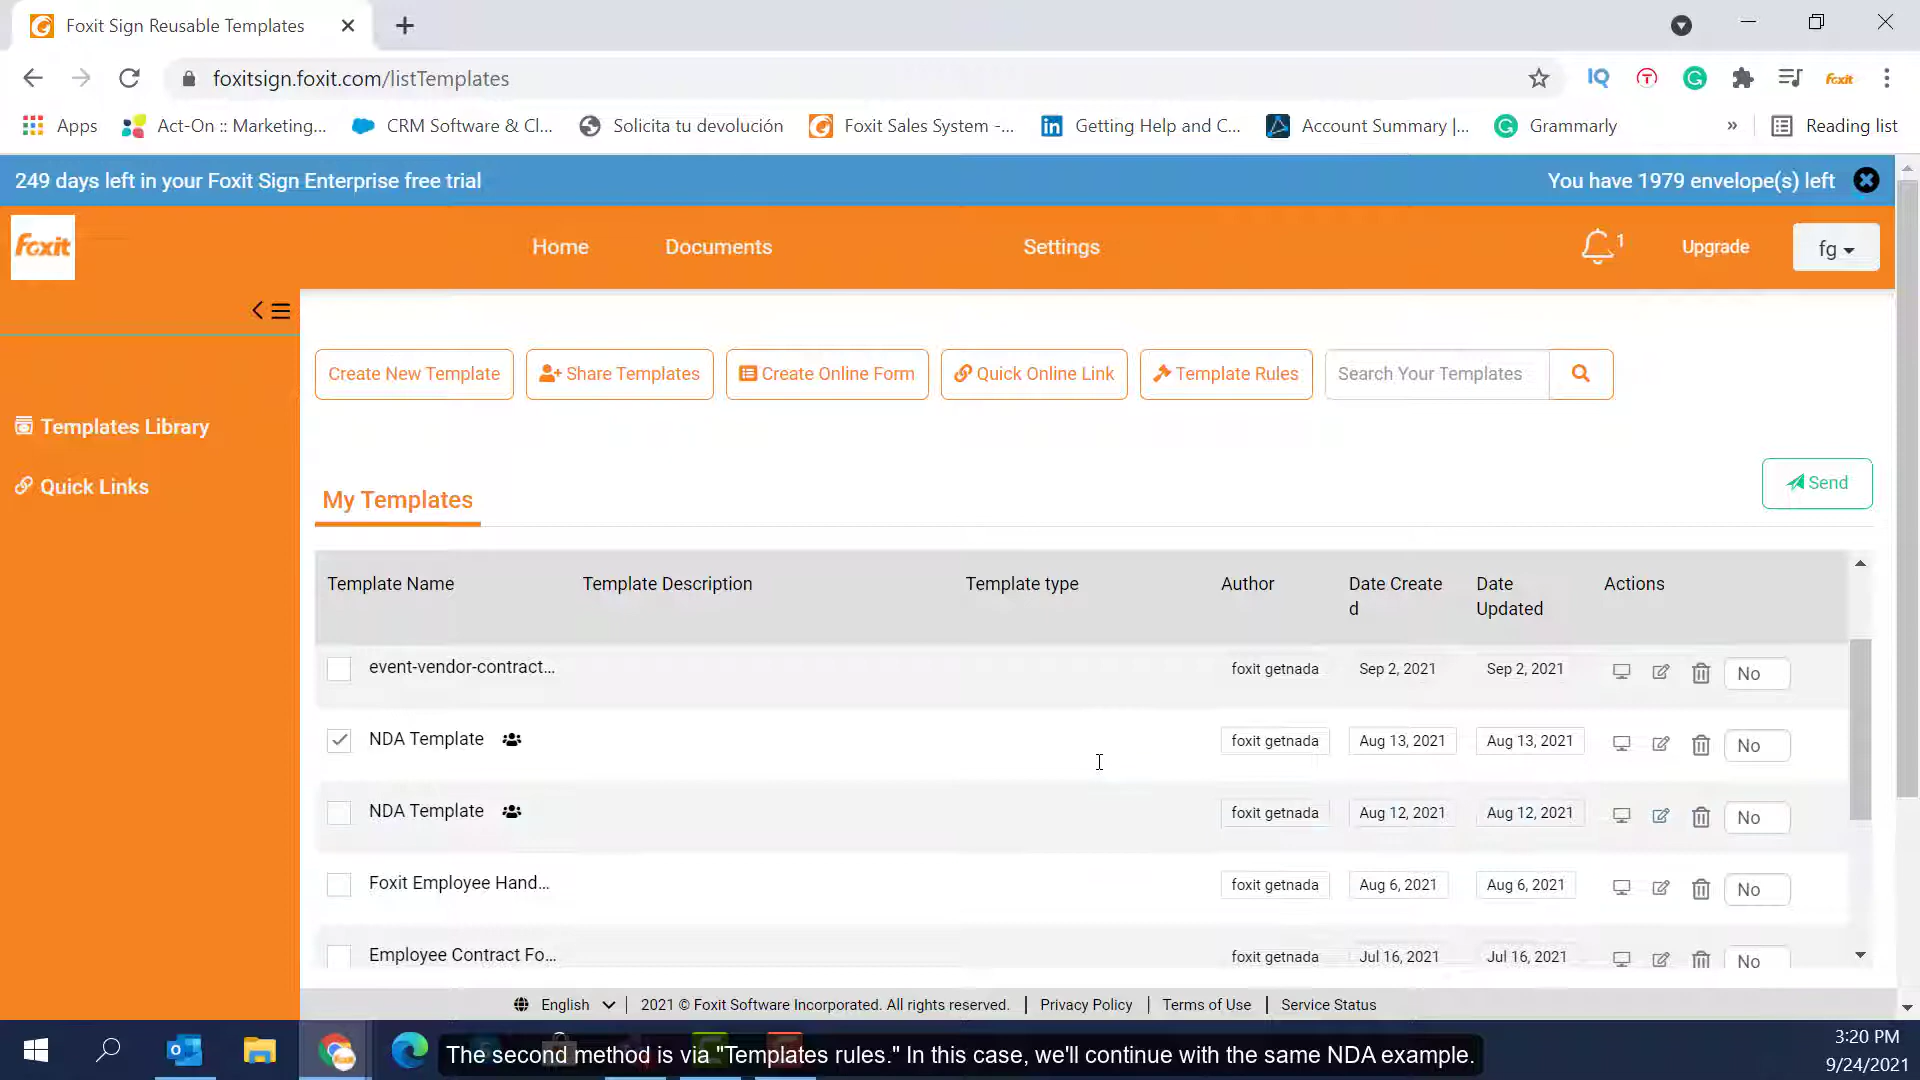 Foxit Sign Reusable Templates
foxitsign.foxit.com/listTemplates
IQ
T
G
foxit
Apps
Act-On :: Marketing...
CRM Software & Cl...
Solicita tu devolución
Foxit Sales System -...
Getting Help and C...
Account Summary |...
Grammarly
»
Reading list
249 days left in your Foxit Sign Enterprise free trial
You have 1979 envelope(s) left
foxit
Home
Documents
Settings
1
Upgrade
fg
Create New Template
Share Templates
Create Online Form
Quick Online Link
Template Rules
Search Your Templates
Templates Library
Quick Links
My Templates
Send
Template Name
Template Description
Template type
Author
Date Create
d
Date
Updated
Actions
event-vendor-contract...
foxit getnada
Sep 2, 2021
Sep 2, 2021
No
NDA Template
foxit getnada
Aug 13, 2021
Aug 13, 2021
No
NDA Template
foxit getnada
Aug 12, 2021
Aug 12, 2021
No
Foxit Employee Hand...
foxit getnada
Aug 6, 2021
Aug 6, 2021
No
Employee Contract Fo...
foxit getnada
Jul 16, 2021
Jul 16, 2021
No
English
2021 © Foxit Software Incorporated. All rights reserved. | Privacy Policy | Terms of Use | Service Status
The second method is via "Templates rules." In this case, we'll continue with the same NDA example.
3:20 PM
9/24/2021